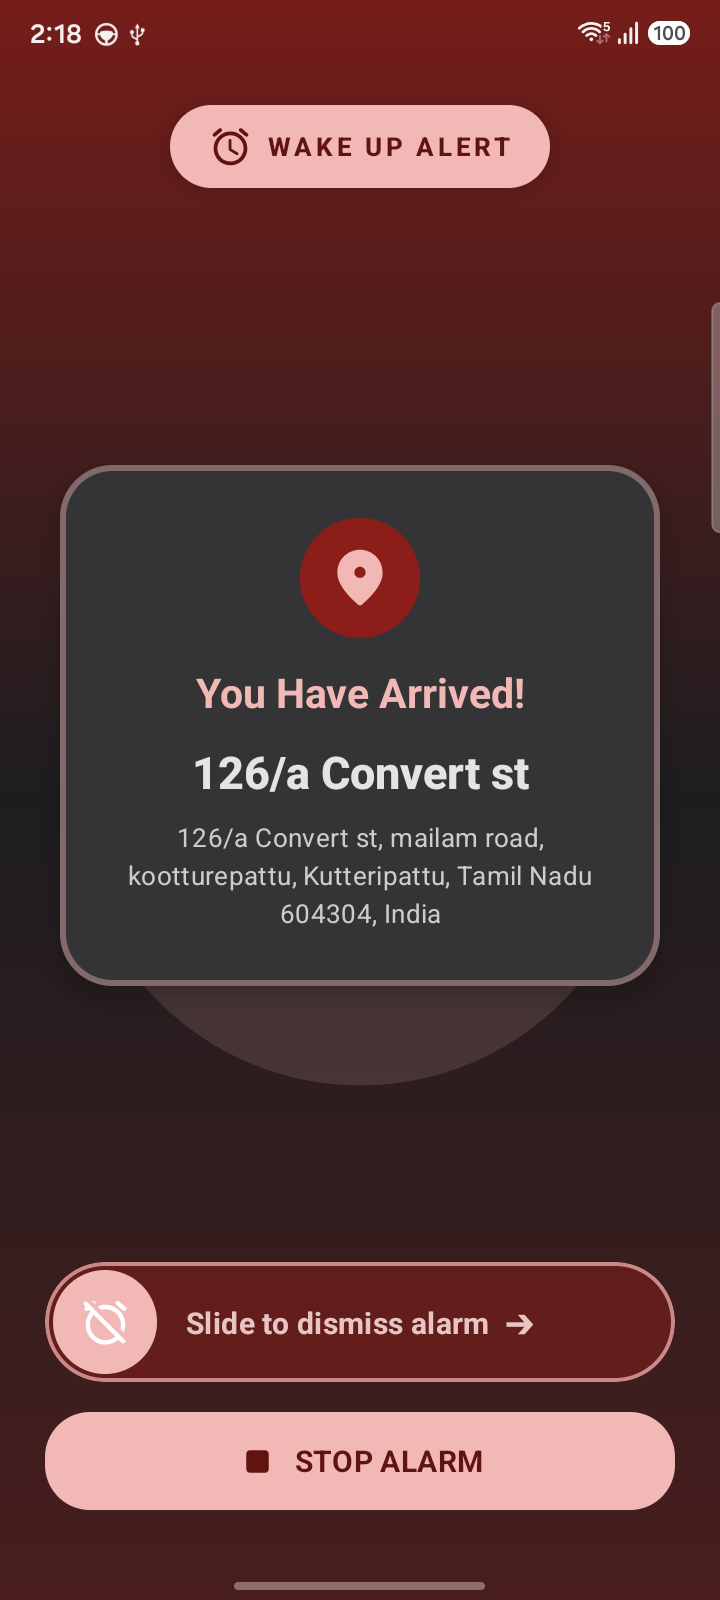 2:18
5
100
WAKE UP ALERT
You Have Arrived!
126/a Convert st
126/a Convert st, mailam road,
kootturepattu, Kutteripattu, Tamil Nadu
604304, India
Slide to dismiss alarm ➔
STOP ALARM